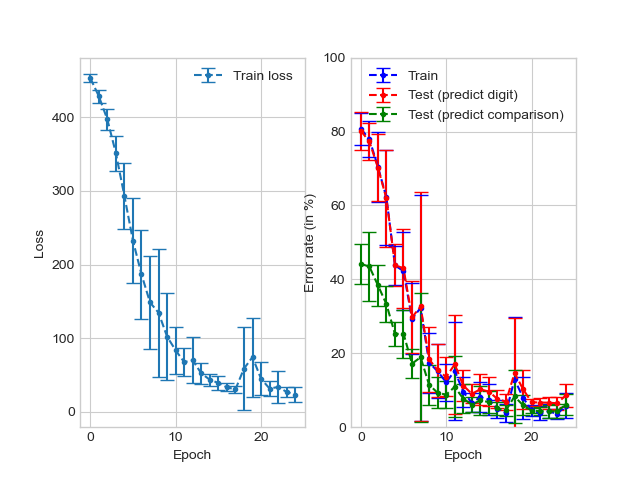 Train loss
400
300
200
100
0
Loss
0
10
20
Epoch
Train
Test (predict digit)
Test (predict comparison)
100
80
60
40
20
0
Error rate (in %)
0
10
20
Epoch